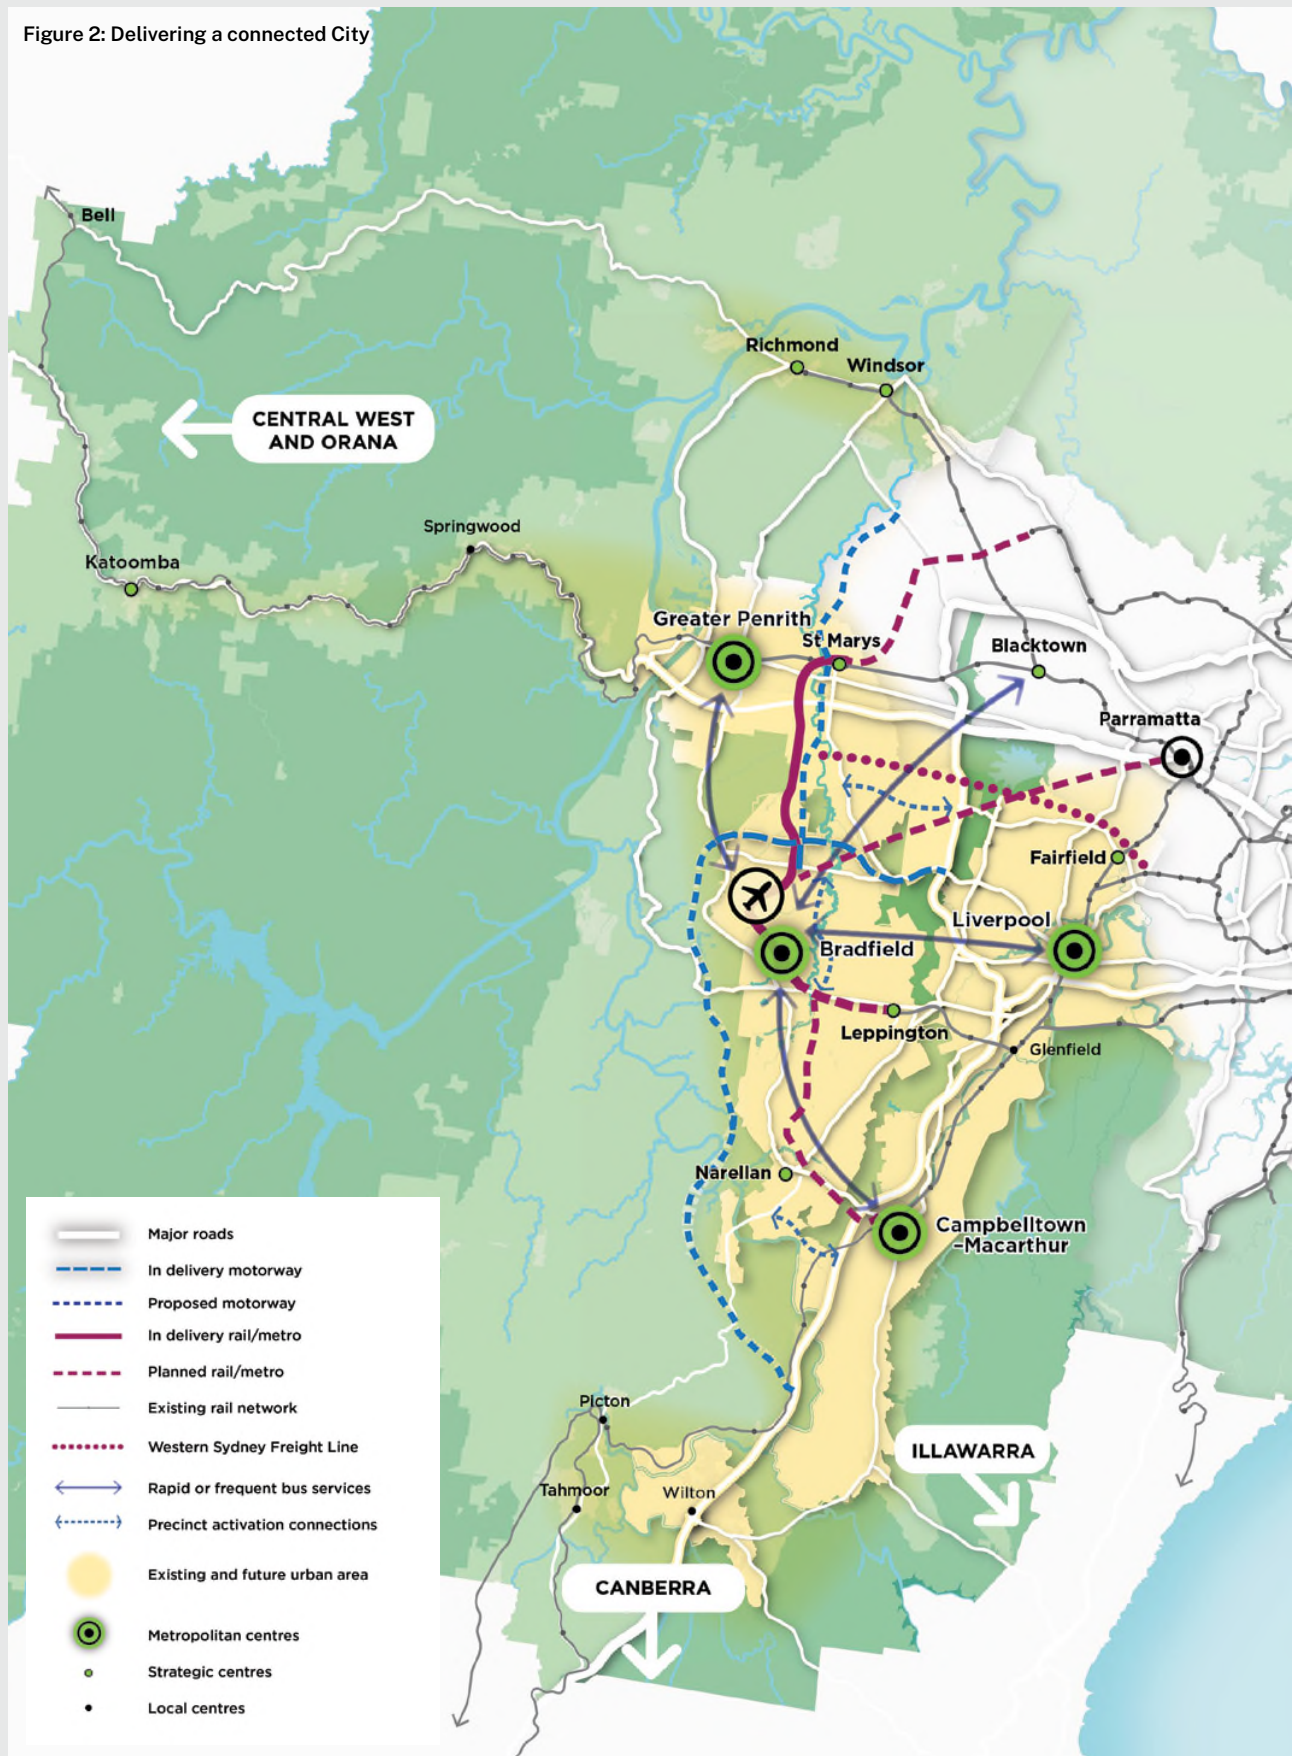 Figure 2: Delivering a connected City
Bell
Richmond
Windsor
CENTRAL WEST
AND ORANA
Springwood
Katoomba
Greater Penrith
St Marys
Blacktown
Parramatta
Fairfield
Liverpool
Bradfield
Leppington
Glenfield
Narellan
Campbelltown
–Macarthur
Picton
ILLAWARRA
Tahmoor
Wilton
CANBERRA
Major roads
In delivery motorway
Proposed motorway
In delivery rail/metro
Planned rail/metro
Existing rail network
Western Sydney Freight Line
Rapid or frequent bus services
Precinct activation connections
Existing and future urban area
Metropolitan centres
Strategic centres
Local centres